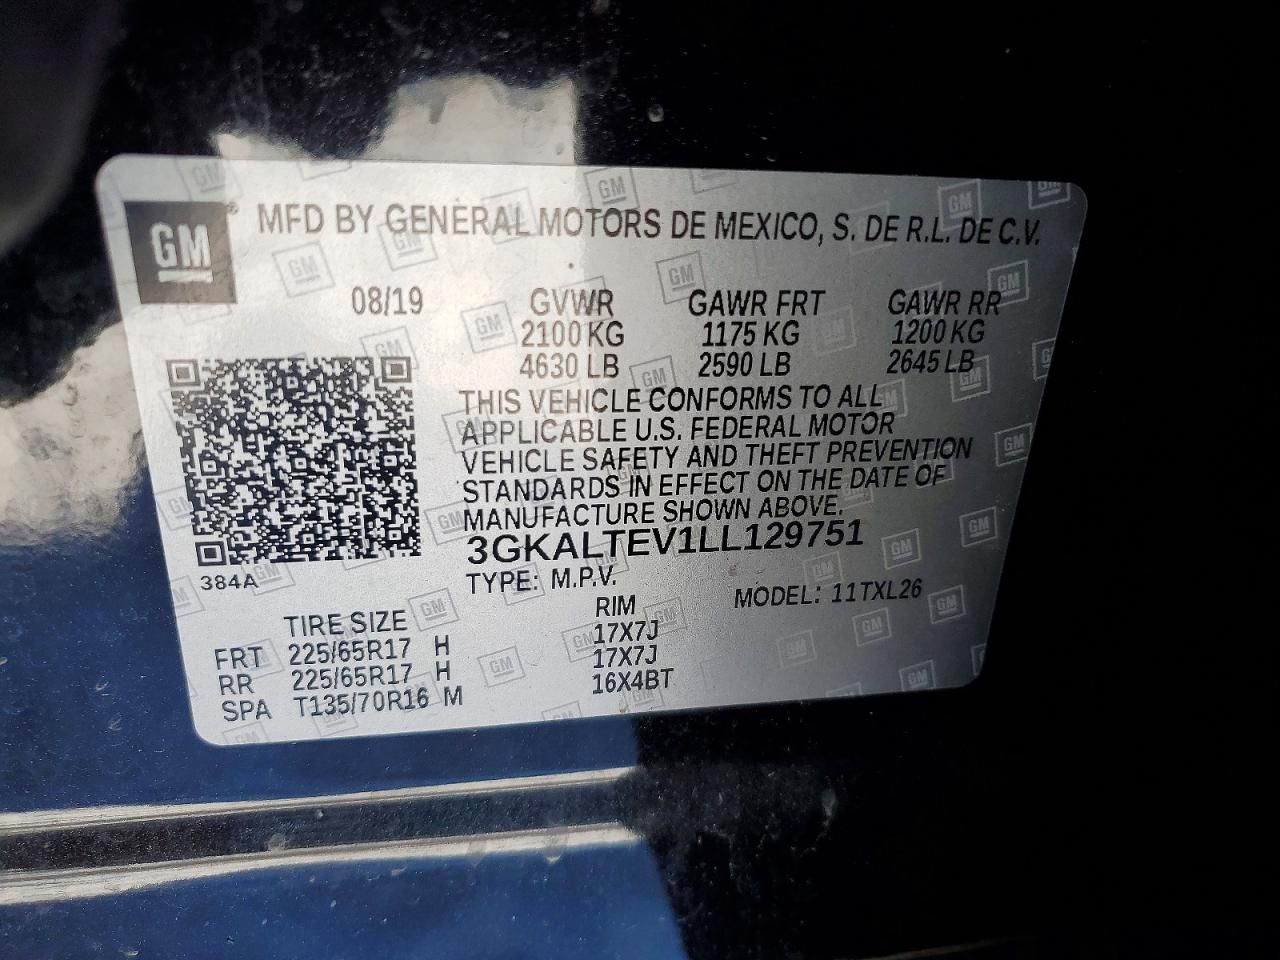 GM ® MFD BY GENERAL MOTORS DE MEXICO, S. DE R.L. DE C.V.
08/19 GVWR GAWR FRT GAWR RR
2100 KG 1175 KG 1200 KG
4630 LB 2590 LB 2645 LB
THIS VEHICLE CONFORMS TO ALL
APPLICABLE U.S. FEDERAL MOTOR
VEHICLE SAFETY AND THEFT PREVENTION
STANDARDS IN EFFECT ON THE DATE OF
MANUFACTURE SHOWN ABOVE.
3GKALTEV1LL129751
384A TYPE: M.P.V. MODEL: 11TXL26
TIRE SIZE RIM
FRT 225/65R17 H 17X7J
RR 225/65R17 H 17X7J
SPA T135/70R16 M 16X4BT